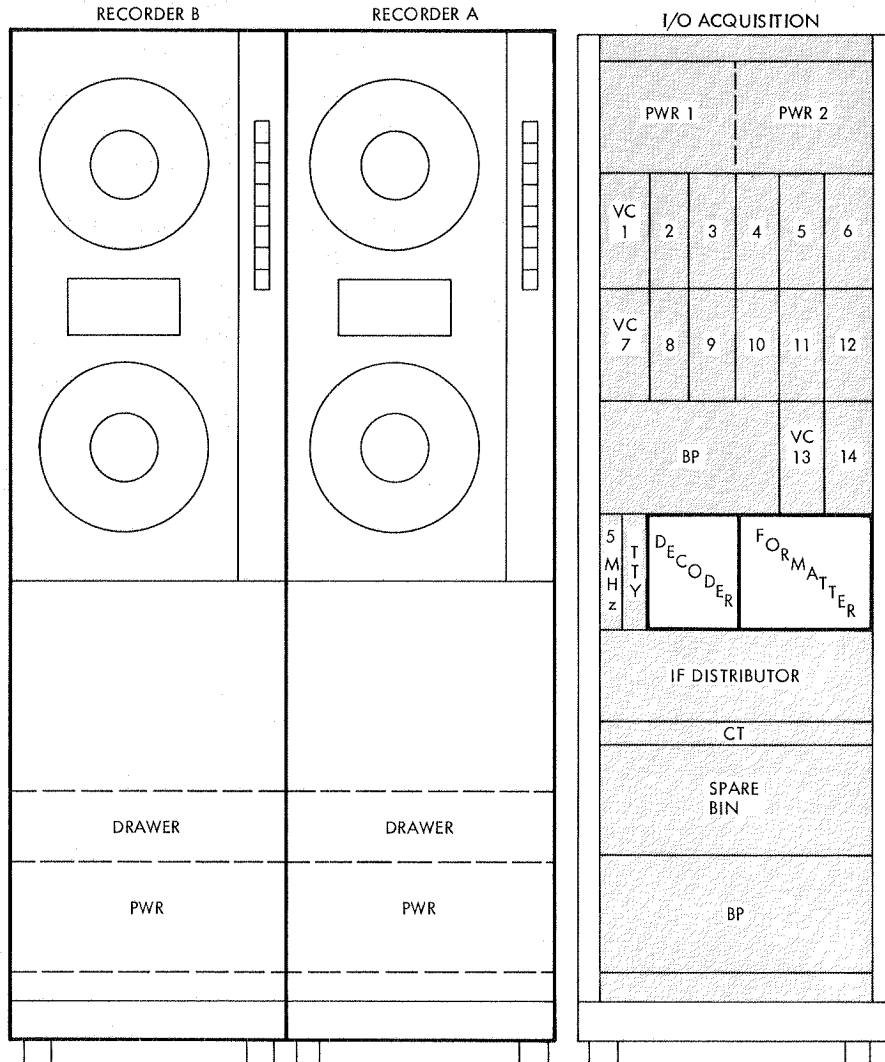 RECORDER B
RECORDER A
I/O ACQUISITION
PWR 1
PWR 2
VC
1
2
3
4
5
6
VC
7
8
9
10
11
12
BP
VC
13
14
5
MHz
TTY
DECODER
FORMATTER
IF DISTRIBUTOR
CT
SPARE
BIN
DRAWER
DRAWER
PWR
PWR
BP